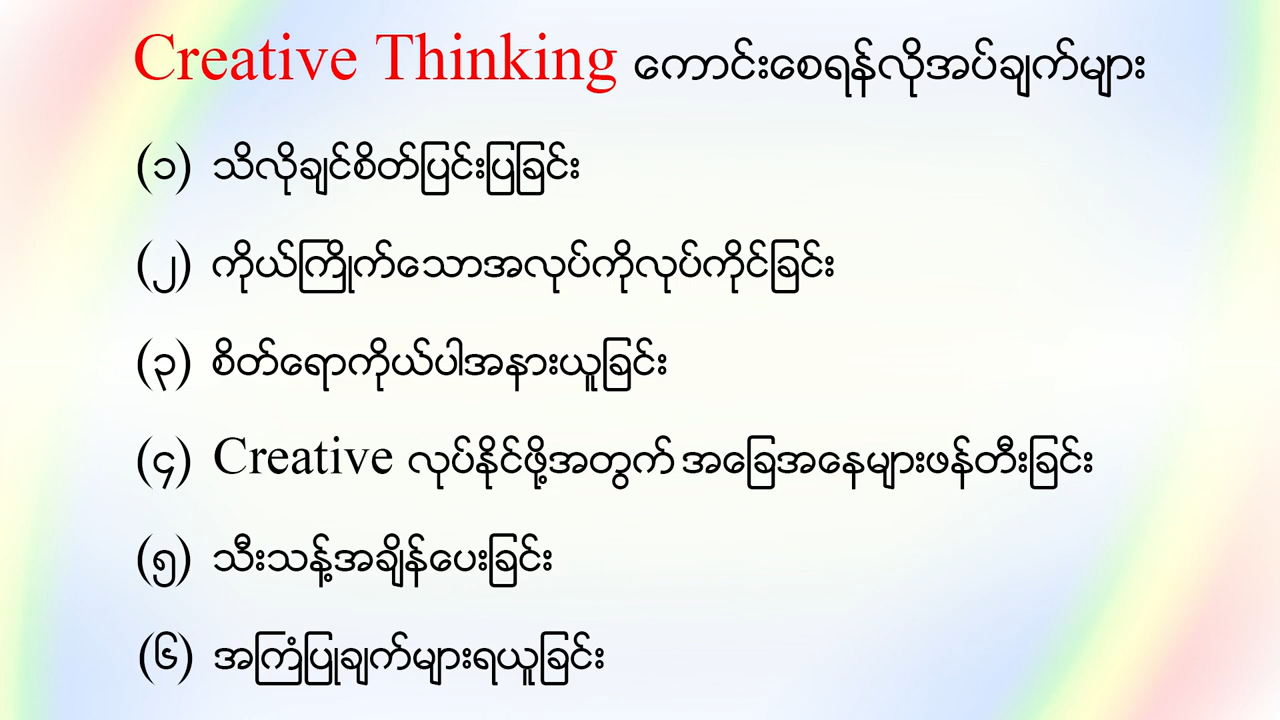 Creative Thinking ကောင်းစေရန်လိုအပ်ချက်များ
(၁) သိလိုချင်စိတ်ပြင်းပြခြင်း
(၂) ကိုယ်ကြိုက်သောအလုပ်ကိုလုပ်ကိုင်ခြင်း
(၃) စိတ်ရောကိုယ်ပါအနားယူခြင်း
(၄) Creative လုပ်နိုင်ဖို့အတွက် အခြေအနေများဖန်တီးခြင်း
(၅) သီးသန့်အချိန်ပေးခြင်း
(၆) အကြံပြုချက်များရယူခြင်း